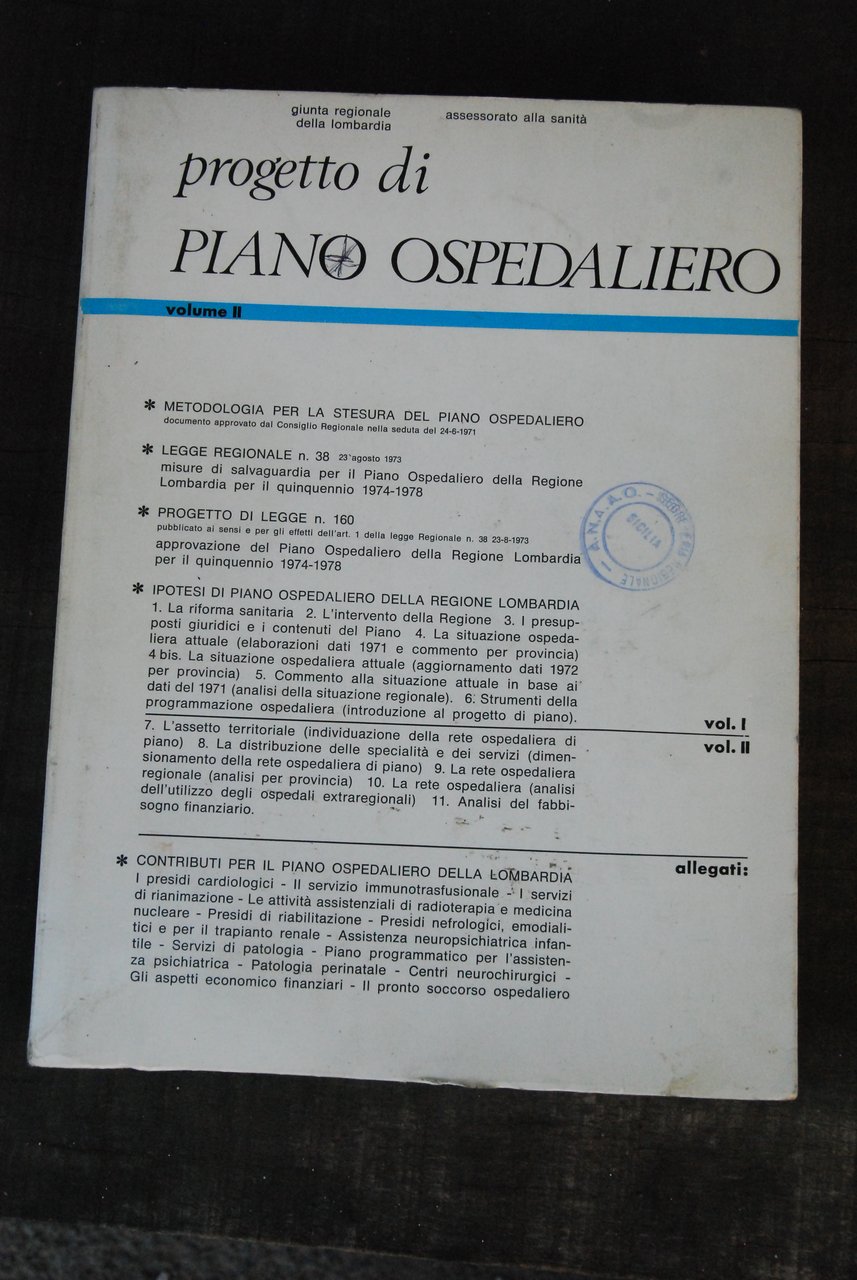 giunta regionale
della lombardia
assessorato alla sanità
progetto di
PIANO OSPEDALIERO
volume II
* METODOLOGIA PER LA STESURA DEL PIANO OSPEDALIERO
documento approvato dal Consiglio Regionale nella seduta del 24-6-1971
* LEGGE REGIONALE n. 38 23 agosto 1973
misure di salvaguardia per il Piano Ospedaliero della Regione
Lombardia per il quinquennio 1974-1978
* PROGETTO DI LEGGE n. 160
pubblicato ai sensi e per gli effetti dell'art. 1 della legge Regionale n. 38 23-8-1973
approvazione del Piano Ospedaliero della Regione Lombardia
per il quinquennio 1974-1978
* IPOTESI DI PIANO OSPEDALIERO DELLA REGIONE LOMBARDIA
1. La riforma sanitaria 2. L'intervento della Regione 3. I presup-
posti giuridici e i contenuti del Piano 4. La situazione ospeda-
liera attuale (elaborazioni dati 1971 e commento per provincia)
4 bis. La situazione ospedaliera attuale (aggiornamento dati 1972
per provincia) 5. Commento alla situazione attuale in base ai
dati del 1971 (analisi della situazione regionale). 6. Strumenti della
programmazione ospedaliera (introduzione al progetto di piano).
vol. I
vol. II
7. L'assetto territoriale (individuazione della rete ospedaliera di
piano) 8. La distribuzione delle specialità e dei servizi (dimen-
sionamento della rete ospedaliera di piano) 9. La rete ospedaliera
regionale (analisi per provincia) 10. La rete ospedaliera (analisi
dell'utilizzo degli ospedali extraregionali) 11. Analisi del fabbi-
sogno finanziario.
allegati:
* CONTRIBUTI PER IL PIANO OSPEDALIERO DELLA LOMBARDIA
I presidi cardiologici - Il servizio immunotrasfusionale - I servizi
di rianimazione - Le attività assistenziali di radioterapia e medicina
nucleare - Presidi di riabilitazione - Presidi nefrologici, emodiali-
tici e per il trapianto renale - Assistenza neuropsichiatrica infan-
tile - Servizi di patologia - Piano programmatico per l'assisten-
za psichiatrica - Patologia perinatale - Centri neurochirurgici -
Gli aspetti economico finanziari - Il pronto soccorso ospedaliero
A.N.A.A.O. -
REGIONALE
SICILIA